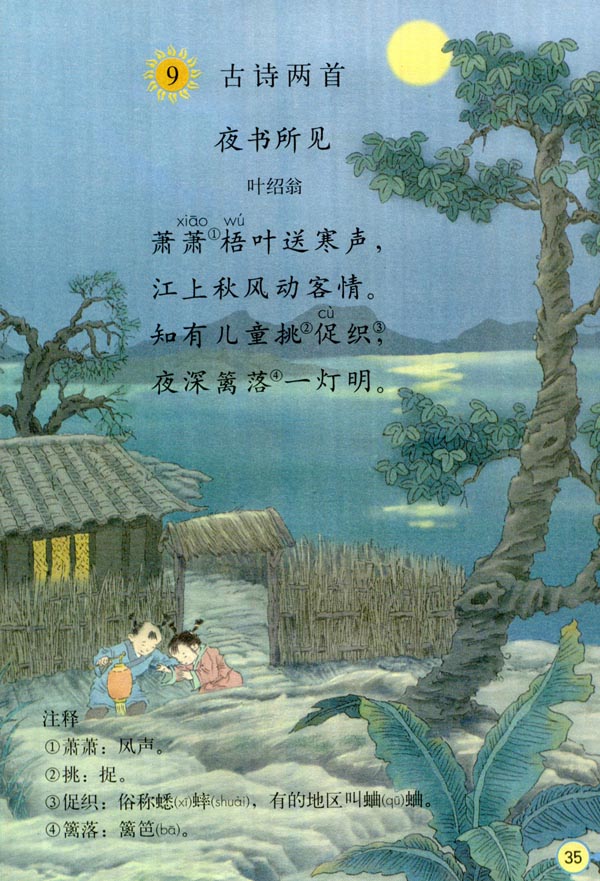 9 古诗两首
夜书所见
叶绍翁
xiāo wú
萧萧①梧叶送寒声，
江上秋风动客情。
cù
知有儿童挑②促织③，
夜深篱落④一灯明。
注释
①萧萧：风声。
②挑：捉。
③促织：俗称蟋(xī)蟀(shuài)，有的地区叫蛐(qū)蛐。
④篱落：篱笆(bā)。
35